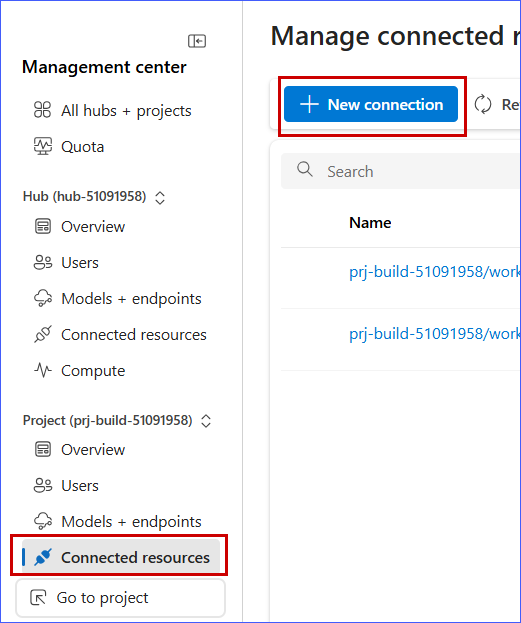 Management center
All hubs + projects
Quota
Hub (hub-51091958)
Overview
Users
Models + endpoints
Connected resources
Compute
Project (prj-build-51091958)
Overview
Users
Models + endpoints
Connected resources
Go to project
Manage connected r
New connection
Re
Search
Name
prj-build-51091958/work
prj-build-51091958/work